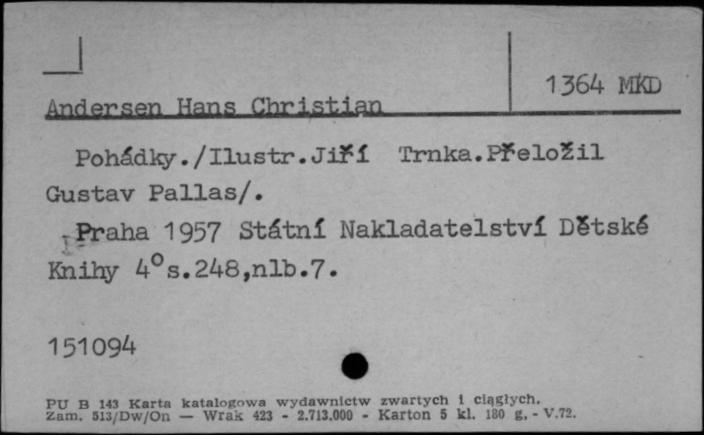 1364 MKD
Andersen Hans Christian
Pohádky./Ilustr.Jiří Trnka.Přeložil
Gustav Pallas/.
-Praha 1957 Státní Nakladatelství Dětské
Knihy 4°s.248,nlb.7.
151094
PU B 143 Karta katalogowa wydawnictw zwartych i ciągłych.
Zam. 513/Dw/On — Wrak 423 - 2.713.000 - Karton 5 kl. 180 g. - V.72.